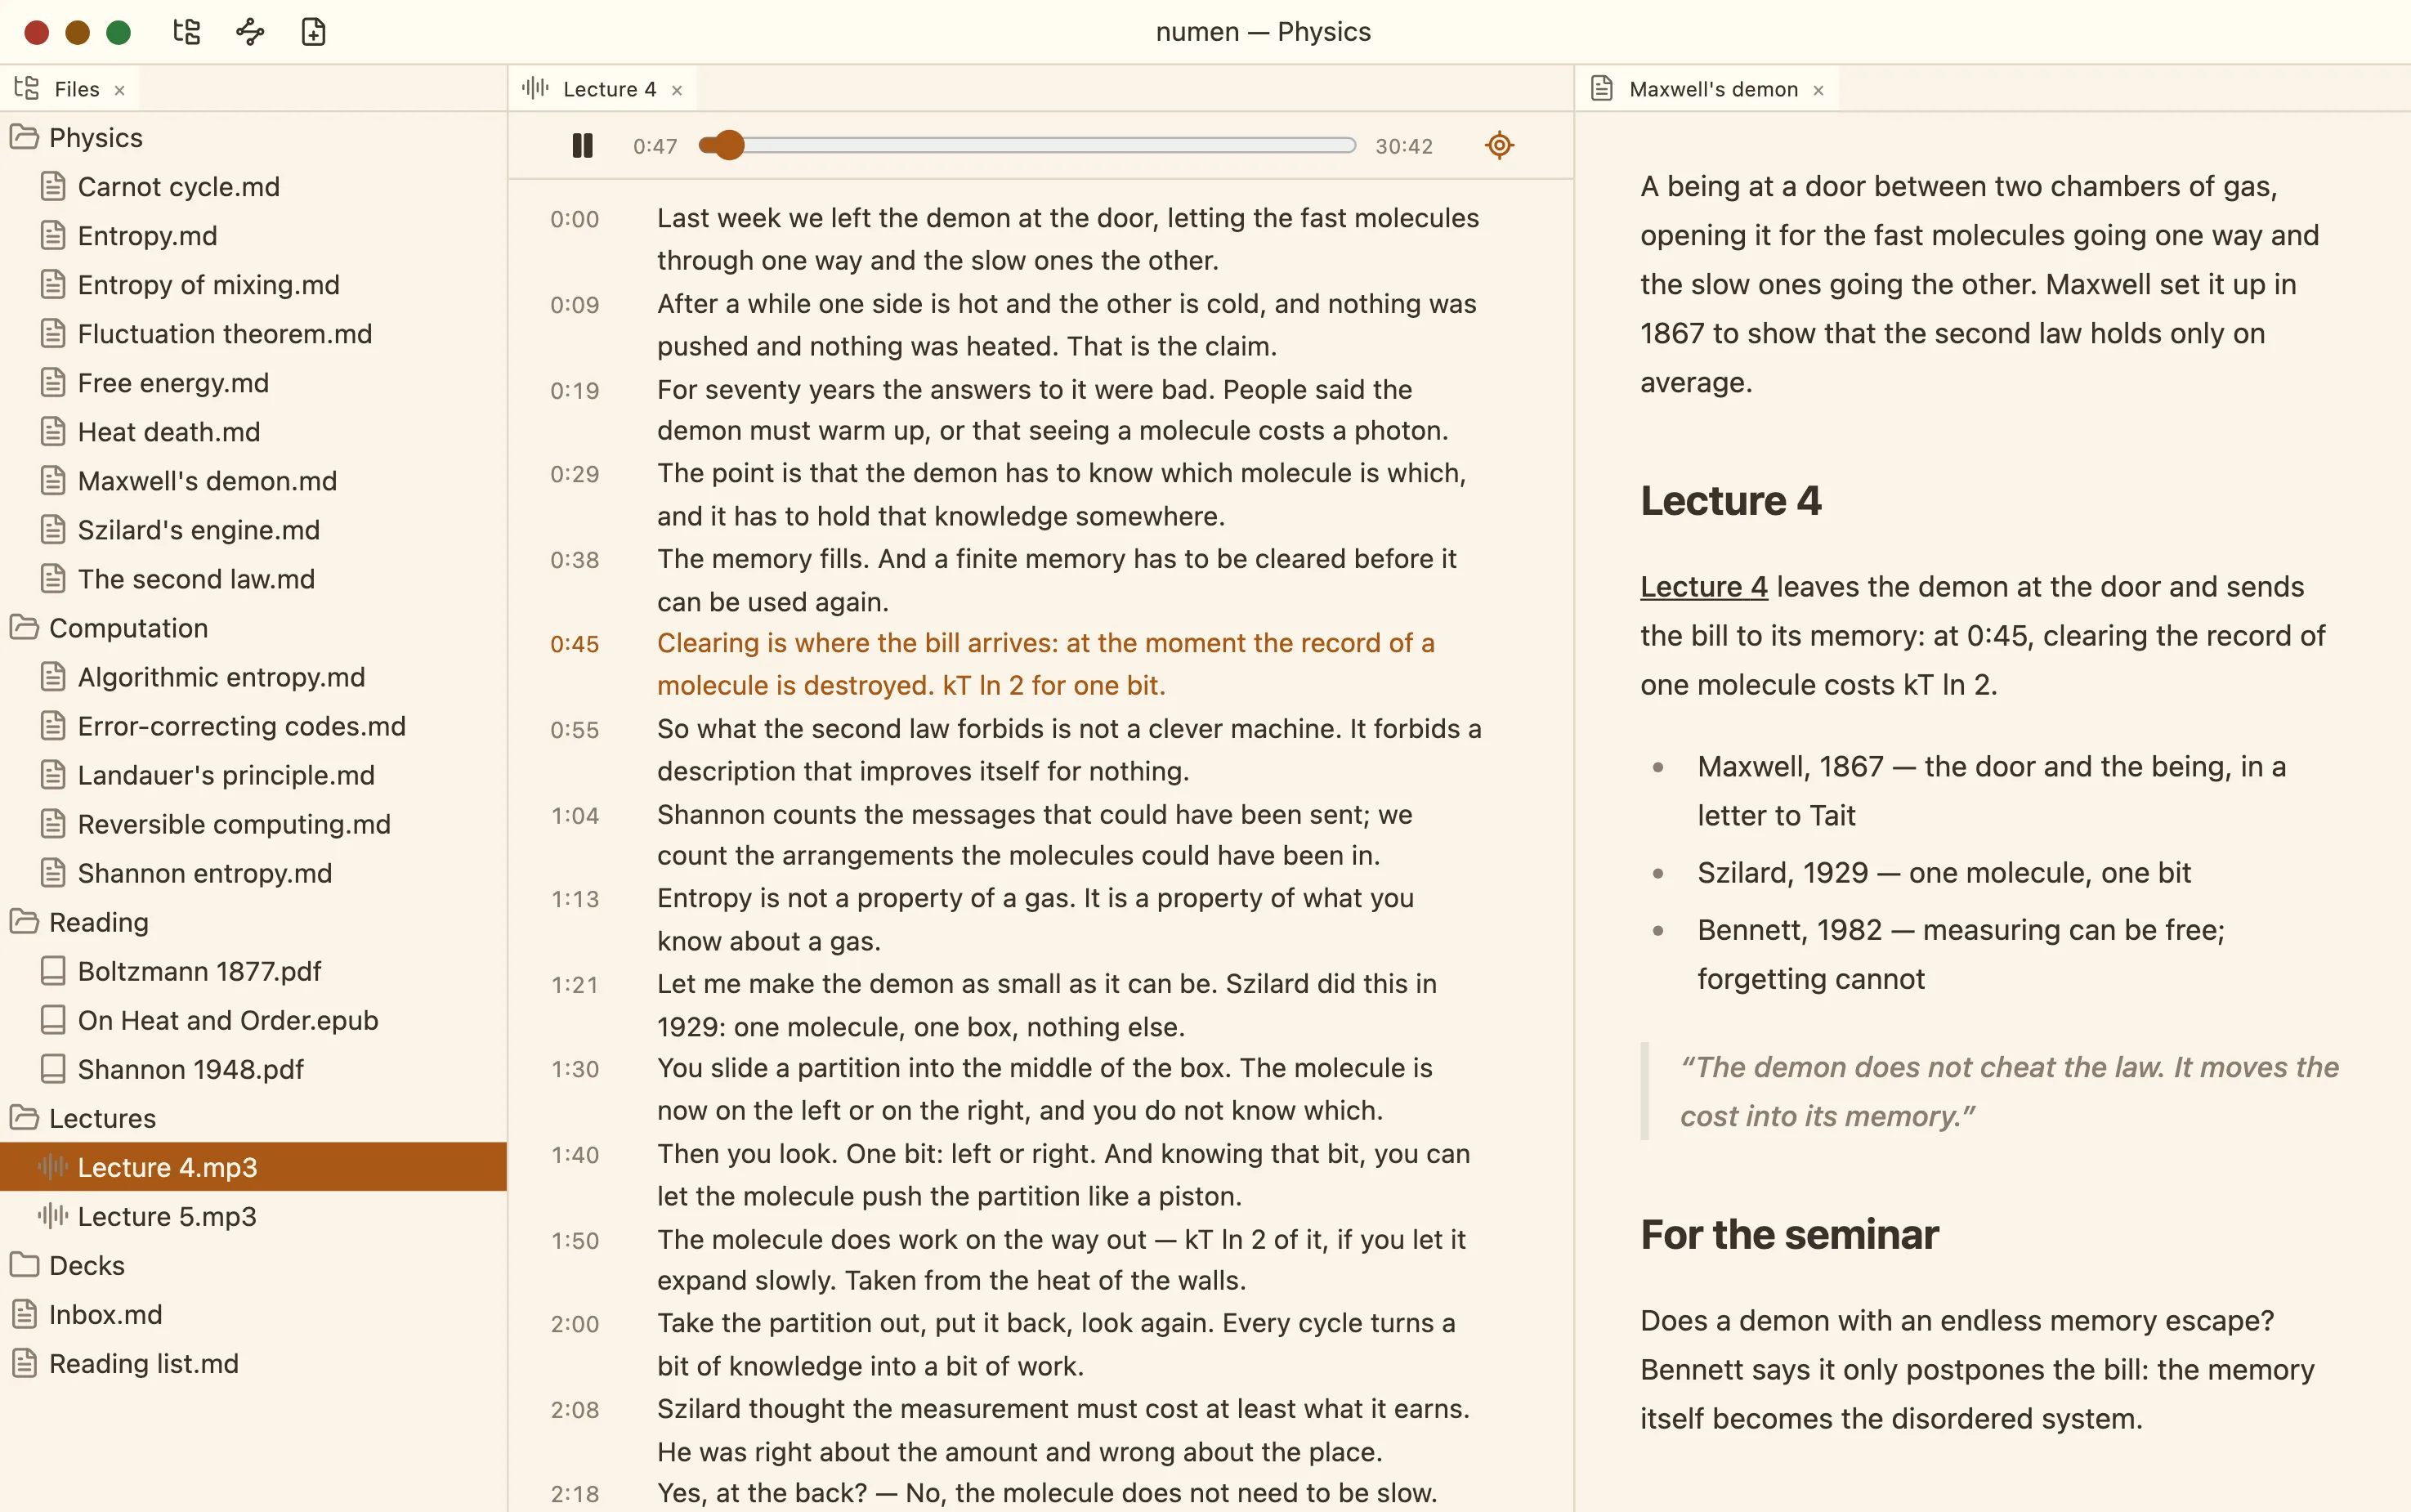 numen — Physics
Files
Physics
Carnot cycle.md
Entropy.md
Entropy of mixing.md
Fluctuation theorem.md
Free energy.md
Heat death.md
Maxwell's demon.md
Szilard's engine.md
The second law.md
Computation
Algorithmic entropy.md
Error-correcting codes.md
Landauer's principle.md
Reversible computing.md
Shannon entropy.md
Reading
Boltzmann 1877.pdf
On Heat and Order.epub
Shannon 1948.pdf
Lectures
Lecture 4.mp3
Lecture 5.mp3
Decks
Inbox.md
Reading list.md
Lecture 4
0:47 30:42
0:00 Last week we left the demon at the door, letting the fast molecules
through one way and the slow ones the other.
0:09 After a while one side is hot and the other is cold, and nothing was
pushed and nothing was heated. That is the claim.
0:19 For seventy years the answers to it were bad. People said the
demon must warm up, or that seeing a molecule costs a photon.
0:29 The point is that the demon has to know which molecule is which,
and it has to hold that knowledge somewhere.
0:38 The memory fills. And a finite memory has to be cleared before it
can be used again.
0:45 Clearing is where the bill arrives: at the moment the record of a
molecule is destroyed. kT ln 2 for one bit.
0:55 So what the second law forbids is not a clever machine. It forbids a
description that improves itself for nothing.
1:04 Shannon counts the messages that could have been sent; we
count the arrangements the molecules could have been in.
1:13 Entropy is not a property of a gas. It is a property of what you
know about a gas.
1:21 Let me make the demon as small as it can be. Szilard did this in
1929: one molecule, one box, nothing else.
1:30 You slide a partition into the middle of the box. The molecule is
now on the left or on the right, and you do not know which.
1:40 Then you look. One bit: left or right. And knowing that bit, you can
let the molecule push the partition like a piston.
1:50 The molecule does work on the way out — kT ln 2 of it, if you let it
expand slowly. Taken from the heat of the walls.
2:00 Take the partition out, put it back, look again. Every cycle turns a
bit of knowledge into a bit of work.
2:08 Szilard thought the measurement must cost at least what it earns.
He was right about the amount and wrong about the place.
2:18 Yes, at the back? — No, the molecule does not need to be slow.
Maxwell's demon
A being at a door between two chambers of gas,
opening it for the fast molecules going one way and
the slow ones going the other. Maxwell set it up in
1867 to show that the second law holds only on
average.
Lecture 4
Lecture 4 leaves the demon at the door and sends
the bill to its memory: at 0:45, clearing the record of
one molecule costs kT ln 2.
• Maxwell, 1867 — the door and the being, in a
letter to Tait
• Szilard, 1929 — one molecule, one bit
• Bennett, 1982 — measuring can be free;
forgetting cannot
“The demon does not cheat the law. It moves the
cost into its memory.”
For the seminar
Does a demon with an endless memory escape?
Bennett says it only postpones the bill: the memory
itself becomes the disordered system.